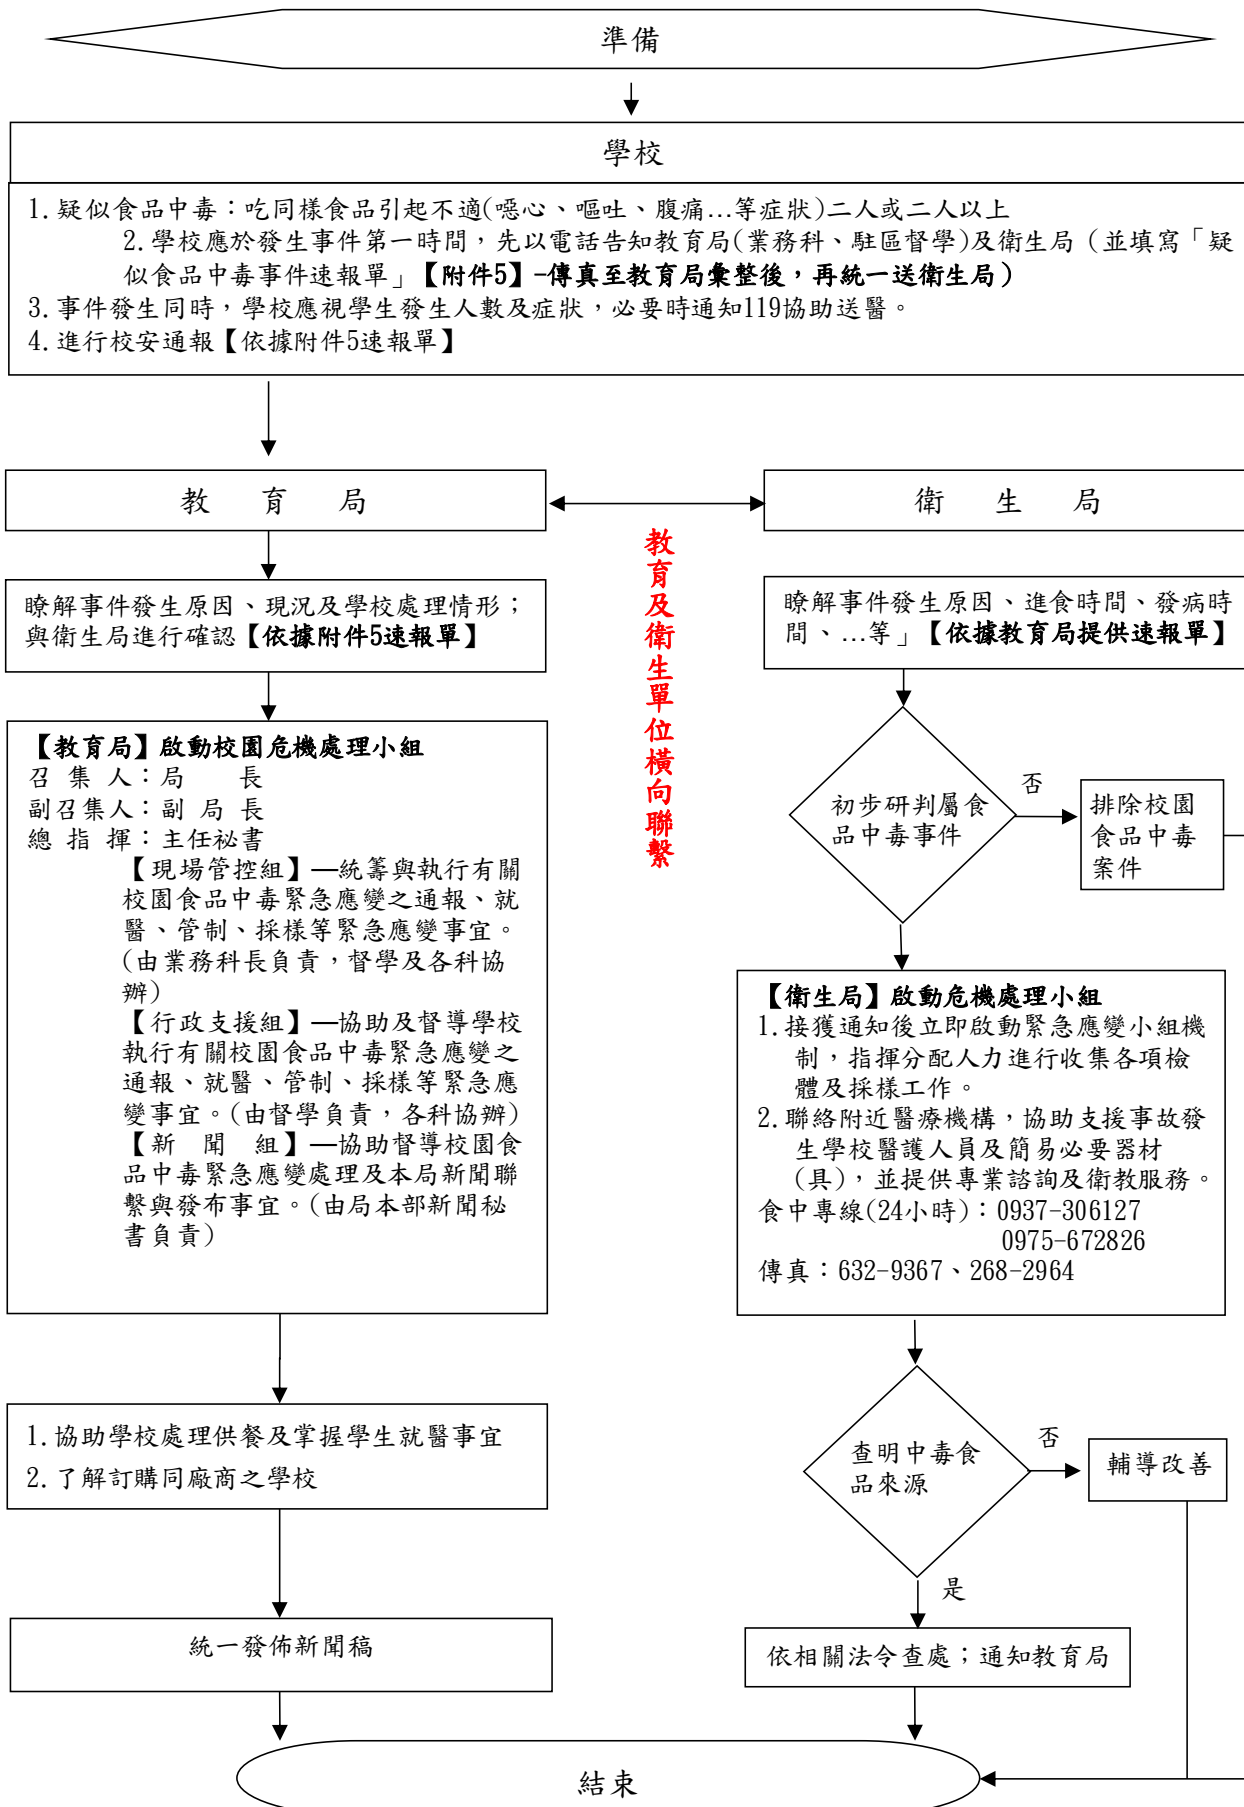 準備
學校
1.疑似食品中毒：吃同樣食品引起不適(噁心、嘔吐、腹痛…等症狀)二人或二人以上
2.學校應於發生事件第一時間，先以電話告知教育局(業務科、駐區督學)及衛生局（並填寫「疑
似食品中毒事件速報單」【附件5】-傳真至教育局彙整後，再統一送衛生局）
3.事件發生同時，學校應視學生發生人數及症狀，必要時通知119協助送醫。
4.進行校安通報【依據附件5速報單】
教 育 局
衛 生 局
教育及衛生單位橫向聯繫
瞭解事件發生原因、現況及學校處理情形；
與衛生局進行確認【依據附件5速報單】
【教育局】啟動校園危機處理小組
召 集 人：局 長
副召集人：副 局 長
總 指 揮：主任祕書
【現場管控組】—統籌與執行有關
校園食品中毒緊急應變之通報、就
醫、管制、採樣等緊急應變事宜。
(由業務科長負責，督學及各科協
辦)
【行政支援組】—協助及督導學校
執行有關校園食品中毒緊急應變之
通報、就醫、管制、採樣等緊急應
變事宜。(由督學負責，各科協辦)
【新 聞 組】—協助督導校園食
品中毒緊急應變處理及本局新聞聯
繫與發布事宜。(由局本部新聞秘
書負責)
1.協助學校處理供餐及掌握學生就醫事宜
2.了解訂購同廠商之學校
統一發佈新聞稿
瞭解事件發生原因、進食時間、發病時
間、…等」【依據教育局提供速報單】
初步研判屬食
品中毒事件
否
排除校園
食品中毒
案件
【衛生局】啟動危機處理小組
1.接獲通知後立即啟動緊急應變小組機
制，指揮分配人力進行收集各項檢
體及採樣工作。
2.聯絡附近醫療機構，協助支援事故發
生學校醫護人員及簡易必要器材
(具)，並提供專業諮詢及衛教服務。
食中專線(24小時)：0937-306127
0975-672826
傳真：632-9367、268-2964
查明中毒食
品來源
否
輔導改善
是
依相關法令查處；通知教育局
結束